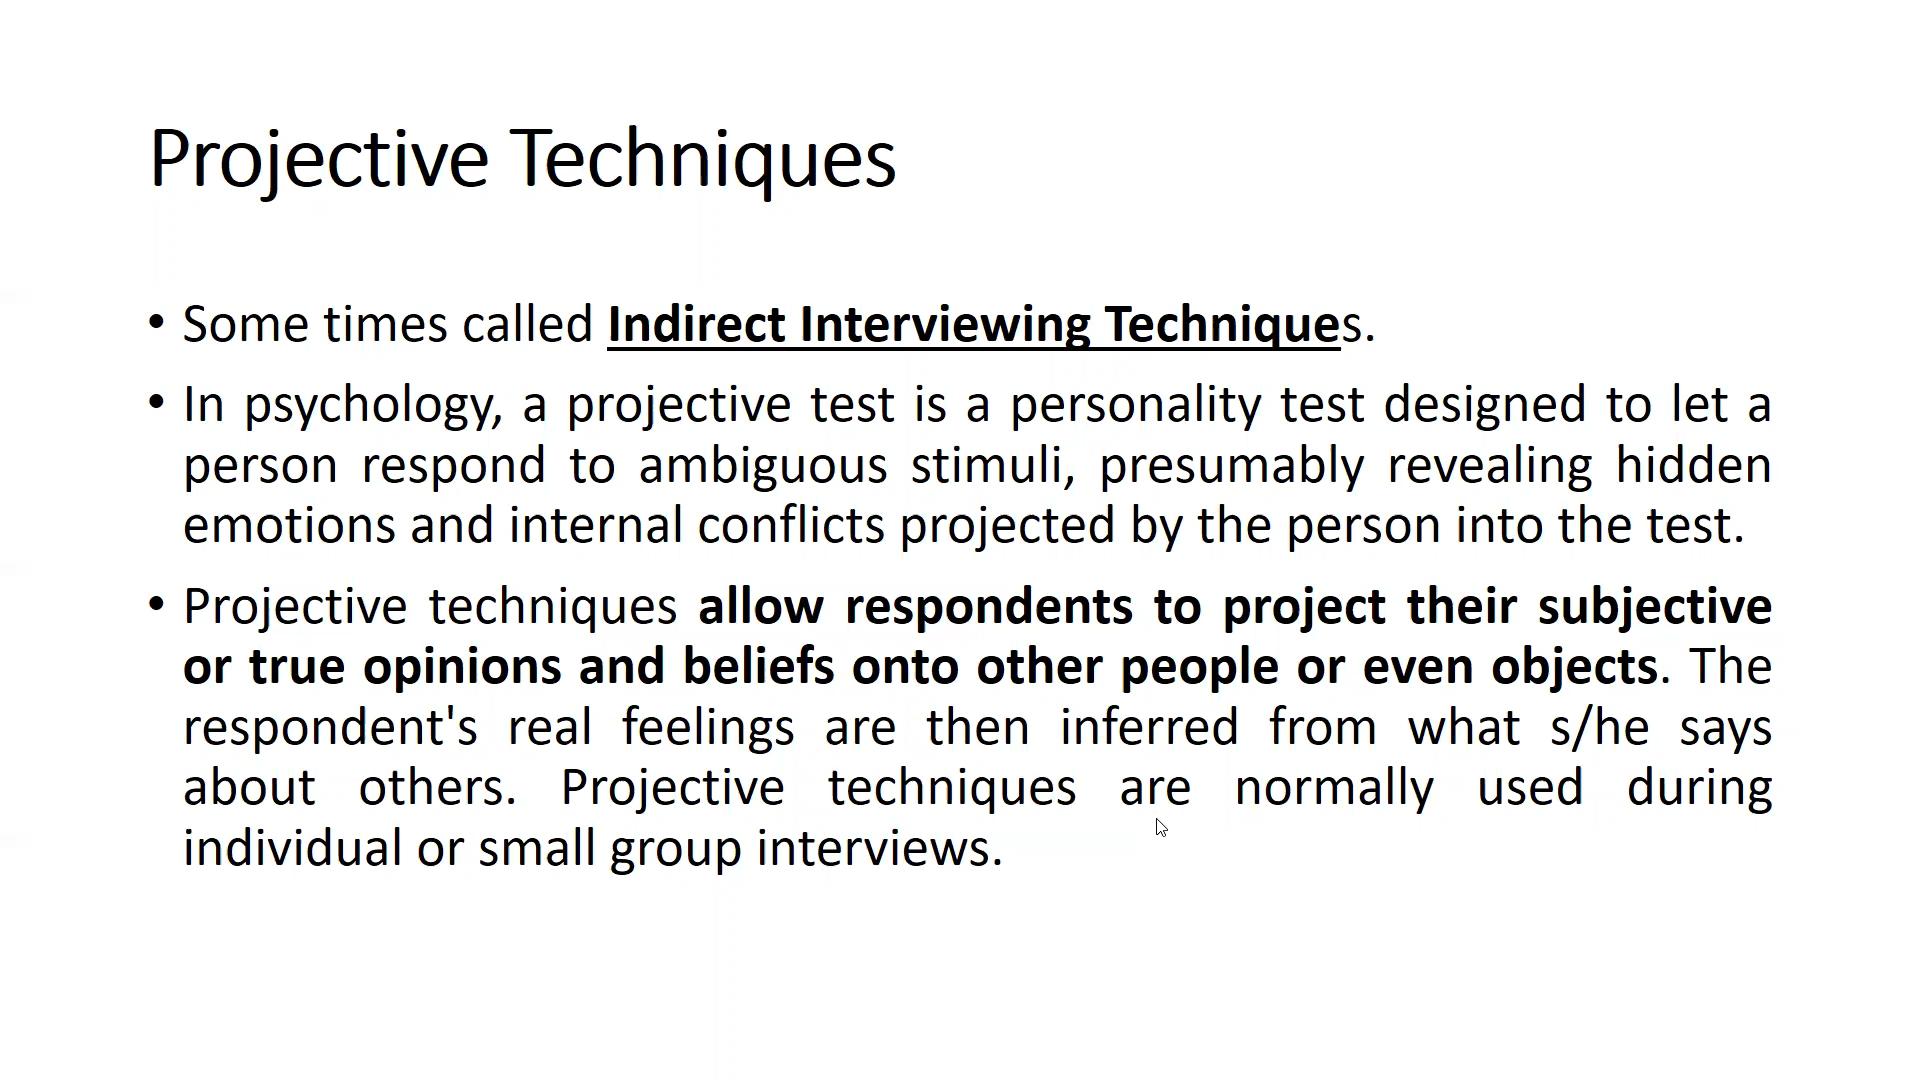 Projective Techniques
• Some times called Indirect Interviewing Techniques.
• In psychology, a projective test is a personality test designed to let a
person respond to ambiguous stimuli, presumably revealing hidden
emotions and internal conflicts projected by the person into the test.
• Projective techniques allow respondents to project their subjective
or true opinions and beliefs onto other people or even objects. The
respondent's real feelings are then inferred from what s/he says
about others. Projective techniques are normally used during
individual or small group interviews.